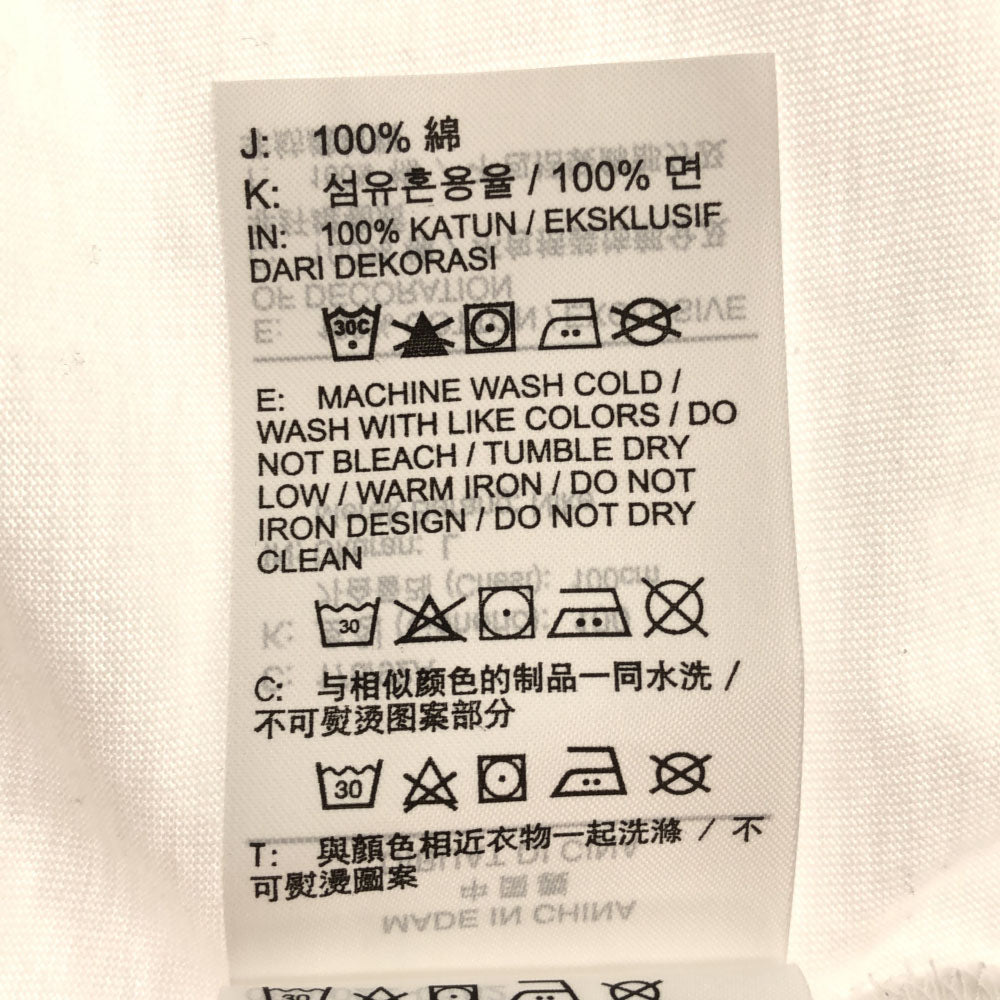 J: 100% 綿
K: 섬유혼용율 / 100% 면
IN: 100% KATUN / EKSKLUSIF
DARI DEKORASI
30C
E: MACHINE WASH COLD /
WASH WITH LIKE COLORS / DO
NOT BLEACH / TUMBLE DRY
LOW / WARM IRON / DO NOT
IRON DESIGN / DO NOT DRY
CLEAN
30
C: 与相似颜色的制品一同水洗 /
不可熨烫图案部分
30
T: 與顏色相近衣物一起洗滌 / 不
可熨燙圖案
MADE IN CHINA
30